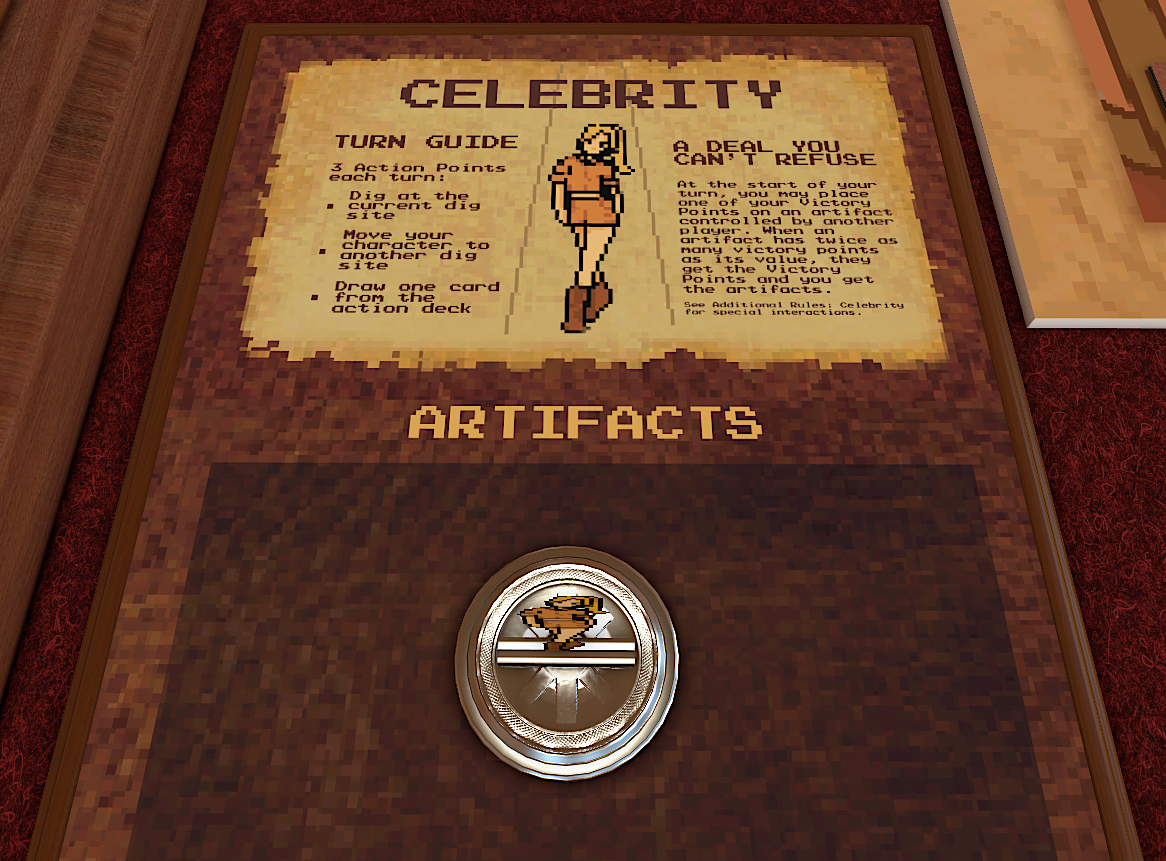 CELEBRITY
TURN GUIDE
3 Action Points
each turn:
▪ Dig at the
current dig
site
▪ Move your
character to
another dig
site
▪ Draw one card
from the
action deck
A DEAL YOU
CAN'T REFUSE
At the start of your
turn, you may place
one of your Victory
Points on an artifact
controlled by another
player. When an
artifact has twice as
many victory points
as its value, they
get the Victory
Points and you get
the artifacts.
See Additional Rules: Celebrity
for special interactions.
ARTIFACTS